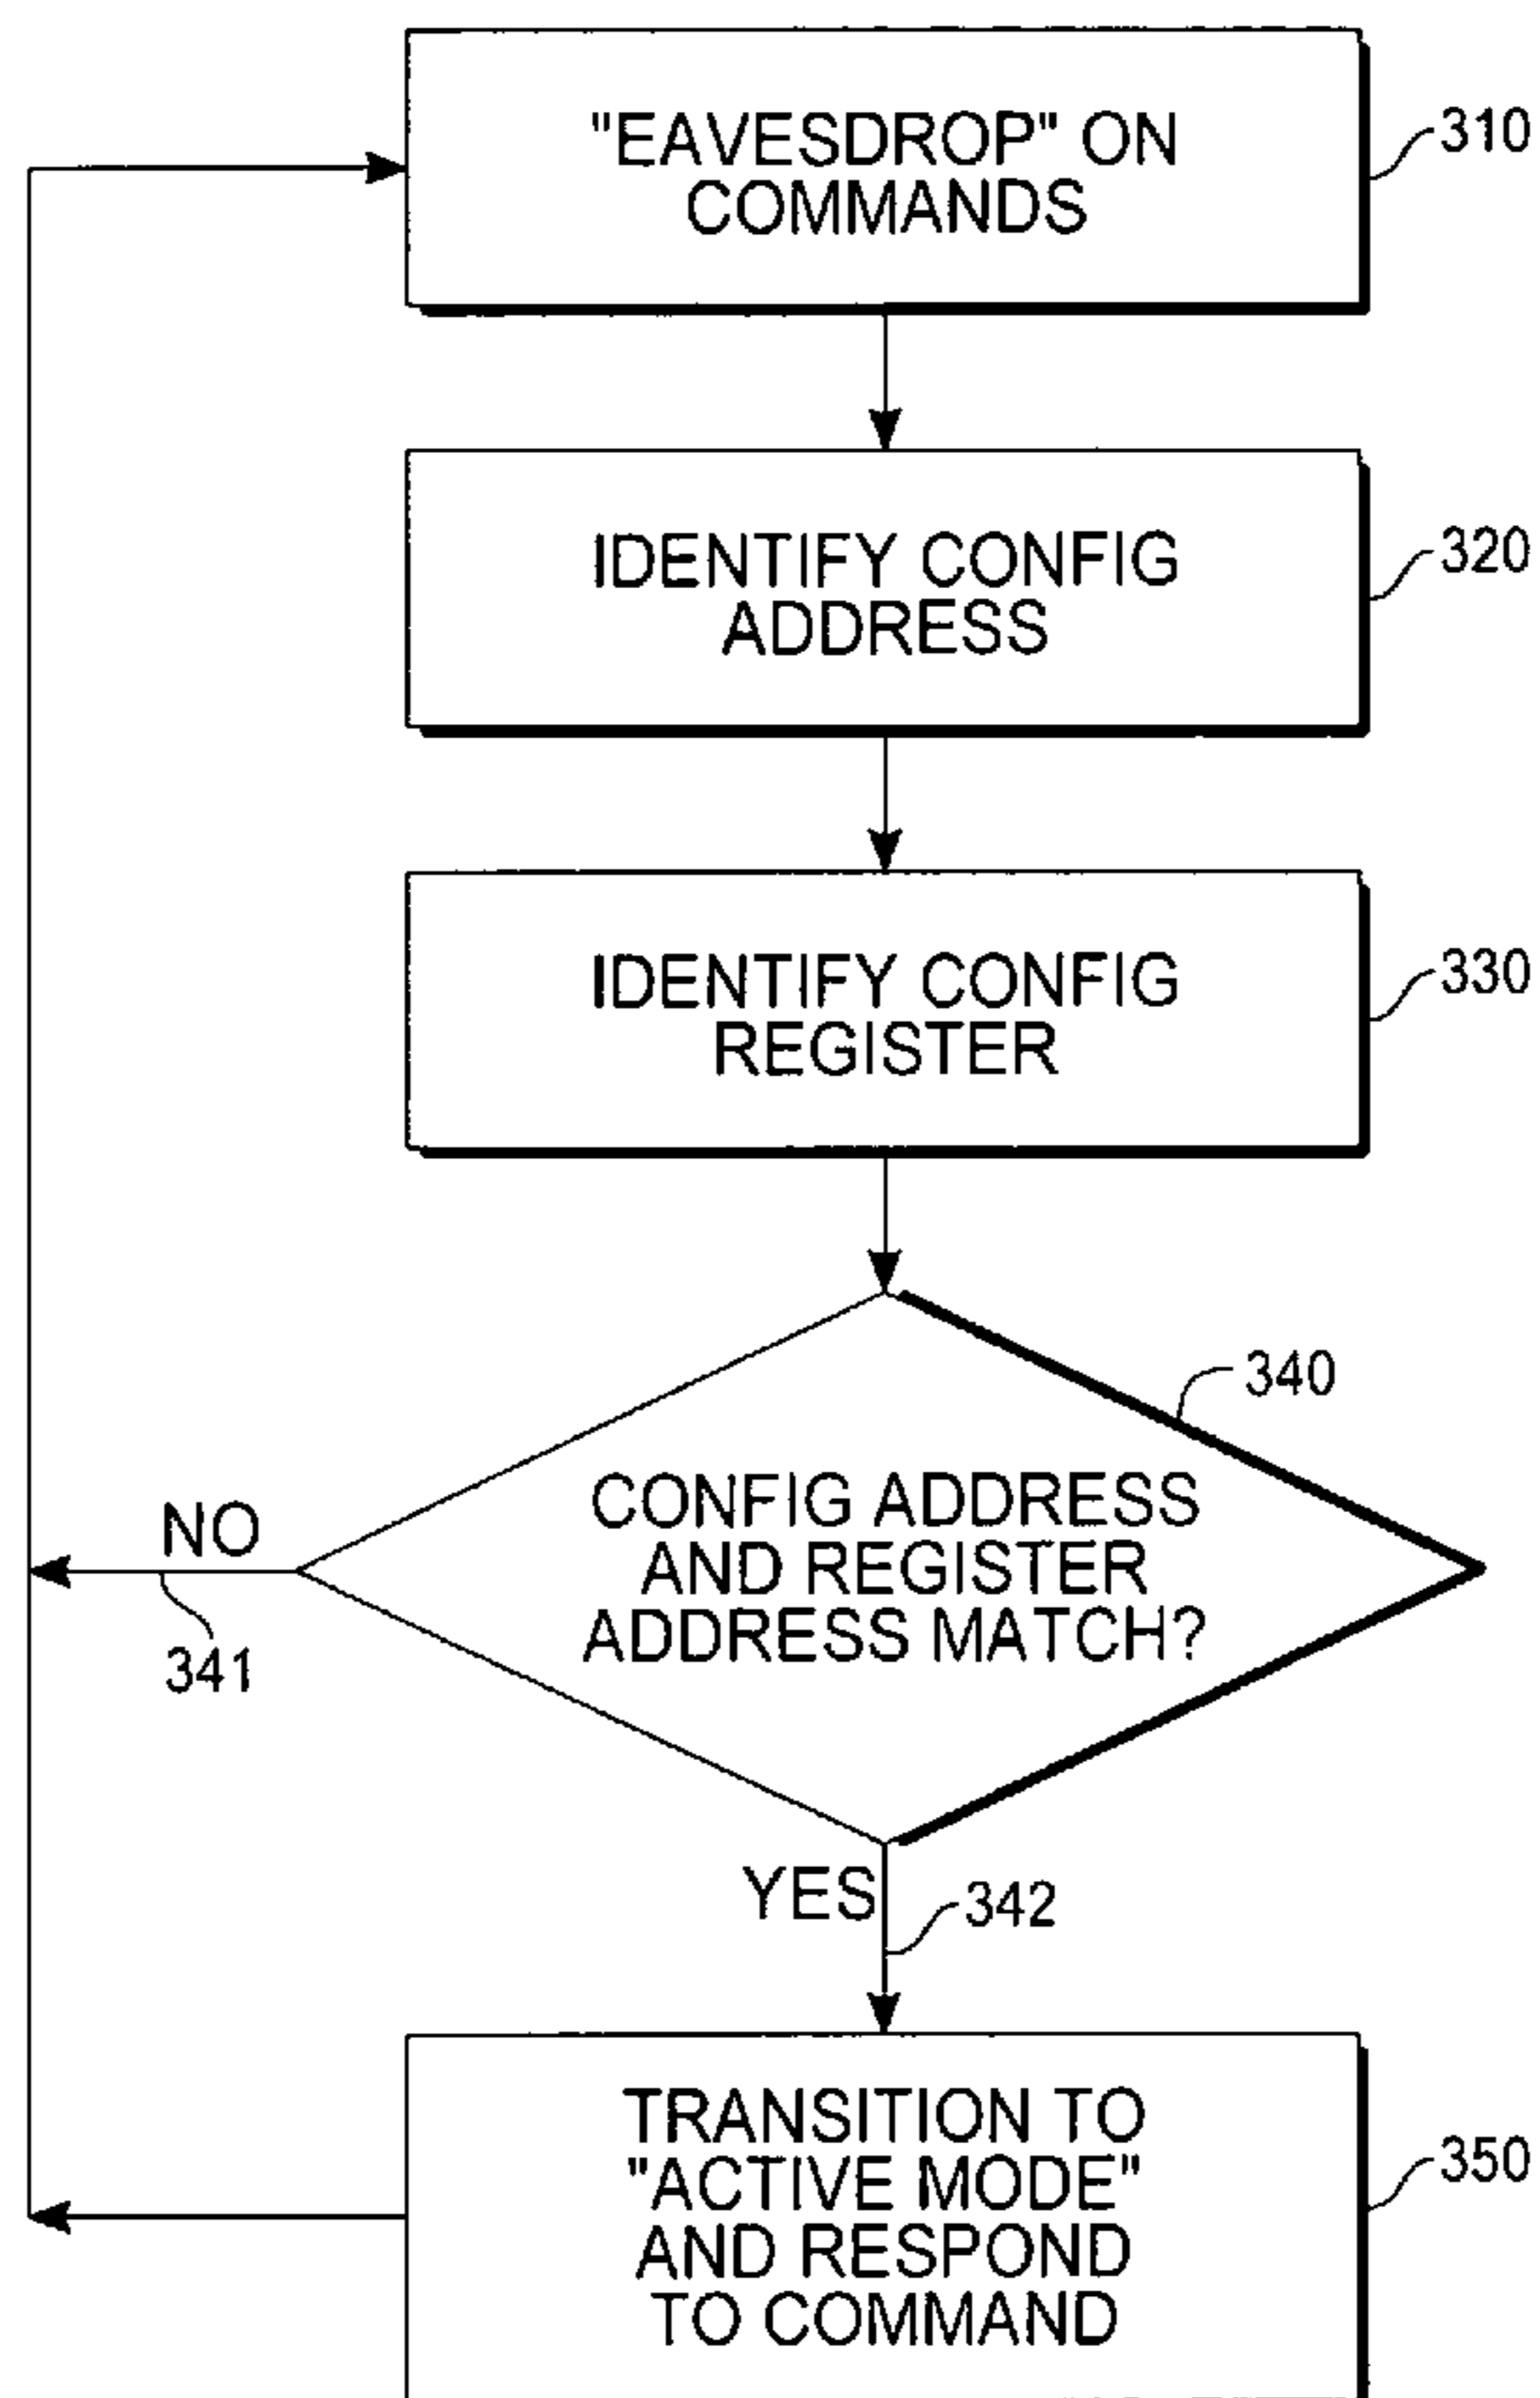 "EAVESDROP" ON
COMMANDS
310
IDENTIFY CONFIG
ADDRESS
320
IDENTIFY CONFIG
REGISTER
330
340
CONFIG ADDRESS
AND REGISTER
ADDRESS MATCH?
NO
341
YES
342
TRANSITION TO
"ACTIVE MODE"
AND RESPOND
TO COMMAND
350